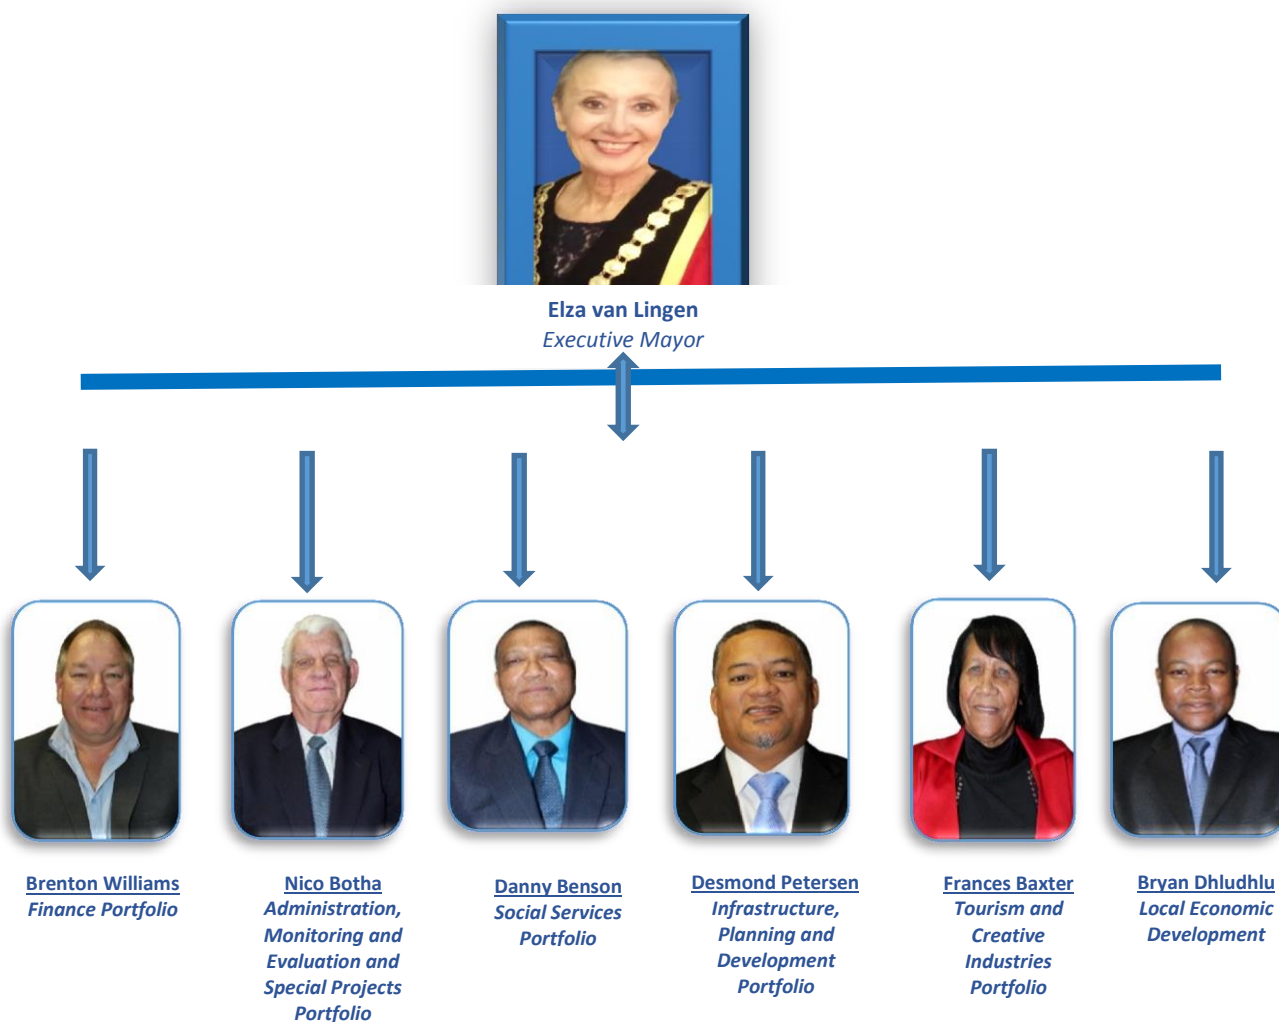 Elza van Lingen
Executive Mayor
Brenton Williams
Finance Portfolio
Nico Botha
Administration,
Monitoring and
Evaluation and
Special Projects
Portfolio
Danny Benson
Social Services
Portfolio
Desmond Petersen
Infrastructure,
Planning and
Development
Portfolio
Frances Baxter
Tourism and
Creative
Industries
Portfolio
Bryan Dhludhlu
Local Economic
Development